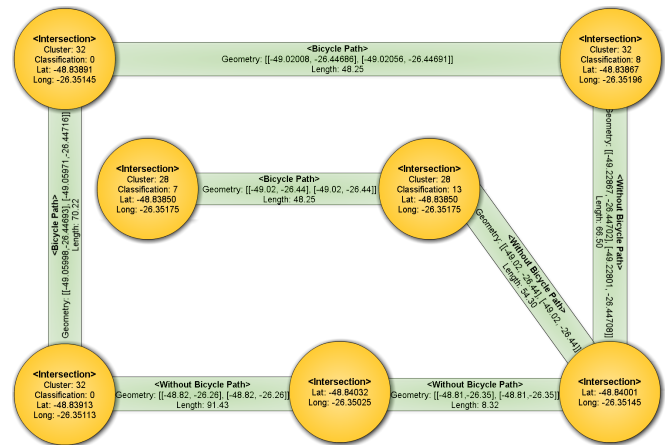 <Intersection>
Cluster: 32
Classification: 0
Lat: -48.83891
Long: -26.35145
<Bicycle Path>
Geometry: [[-49.02008, -26.44686], [-49.02056, -26.44691]]
Length: 48.25
<Intersection>
Cluster: 32
Classification: 8
Lat: -48.83867
Long: -26.35196
<Bicycle Path>
Geometry: [[-49.05998,-26.44693], [-49.05971,-26.44716]]
Length: 70.22
<Intersection>
Cluster: 28
Classification: 7
Lat: -48.83850
Long: -26.35175
<Bicycle Path>
Geometry: [[-49.02, -26.44], [-49.02, -26.44]]
Length: 48.25
<Intersection>
Cluster: 28
Classification: 13
Lat: -48.83850
Long: -26.35175
<Without Bicycle Path>
Geometry: [[-49.02, -26.44], [-49.02, -26.44]]
Length: 54.30
<Without Bicycle Path>
Geometry: [[-49.22867, -26.44702], [-49.22801, -26.44708]]
Length: 66.50
<Intersection>
Cluster: 32
Classification: 0
Lat: -48.83913
Long: -26.35113
<Without Bicycle Path>
Geometry: [[-48.82, -26.26], [-48.82, -26.26]]
Length: 91.43
<Intersection>
Lat: -48.84032
Long: -26.35025
<Without Bicycle Path>
Geometry: [[-48.81,-26.35], [-48.81,-26.35]]
Length: 8.32
<Intersection>
Lat: -48.84001
Long: -26.35145